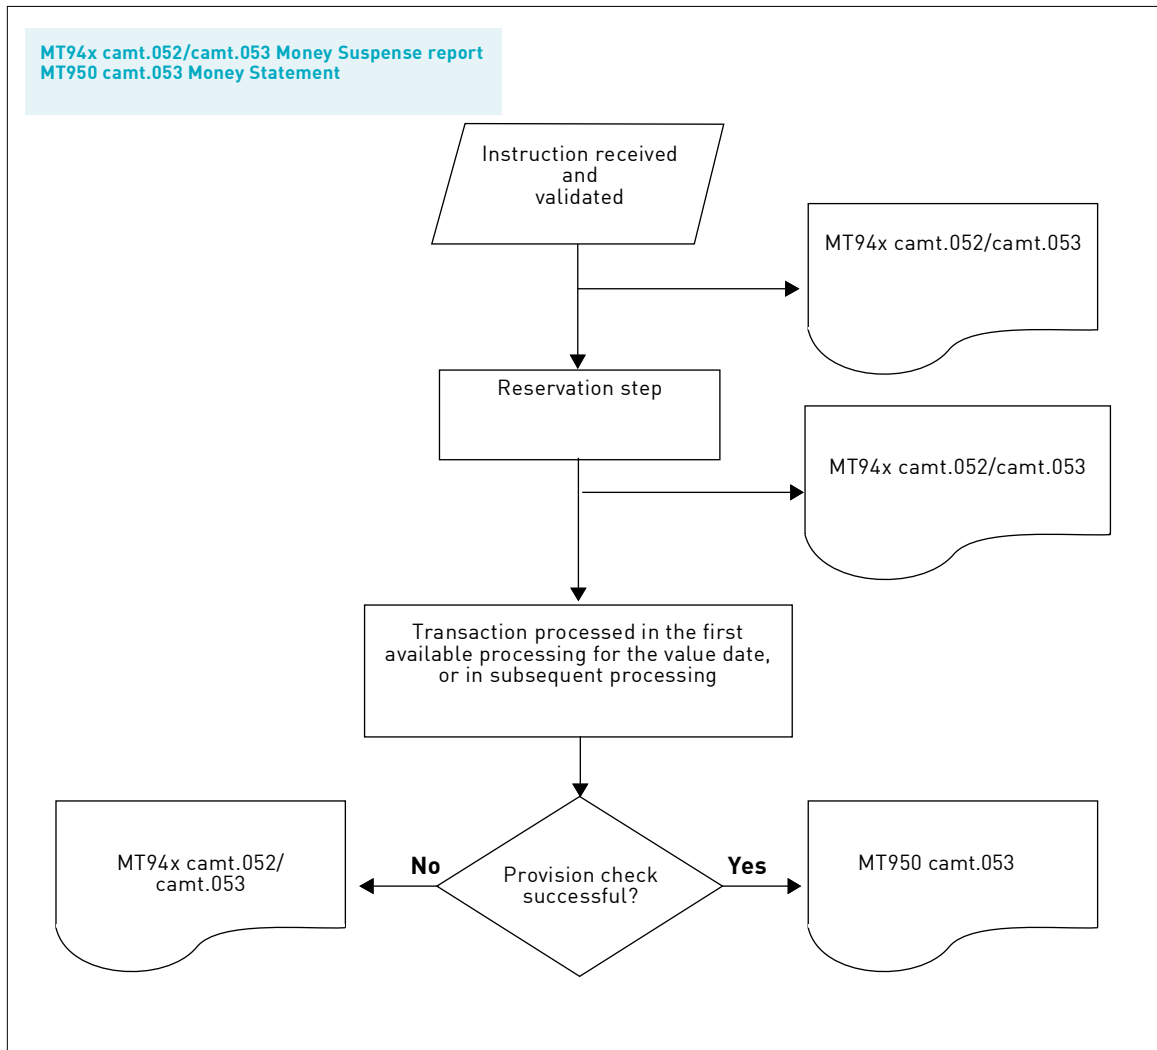 MT94x camt.052/camt.053 Money Suspense report
MT950 camt.053 Money Statement
Instruction received
and
validated
MT94x camt.052/camt.053
Reservation step
MT94x camt.052/camt.053
Transaction processed in the first
available processing for the value date,
or in subsequent processing
MT94x camt.052/
camt.053
No
Provision check
successful?
Yes
MT950 camt.053